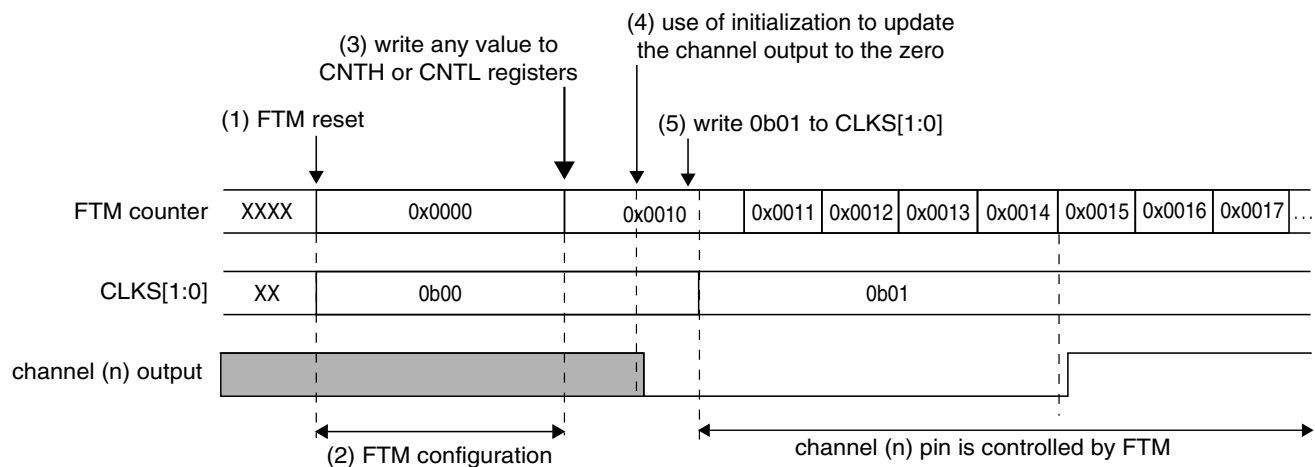 (4) use of initialization to update
the channel output to the zero
(3) write any value to
CNTH or CNTL registers
(1) FTM reset
(5) write 0b01 to CLKS[1:0]
FTM counter XXXX 0x0000 0x0010 0x0011 0x0012 0x0013 0x0014 0x0015 0x0016 0x0017 ...
CLKS[1:0] XX 0b00 0b01
channel (n) output
(2) FTM configuration channel (n) pin is controlled by FTM